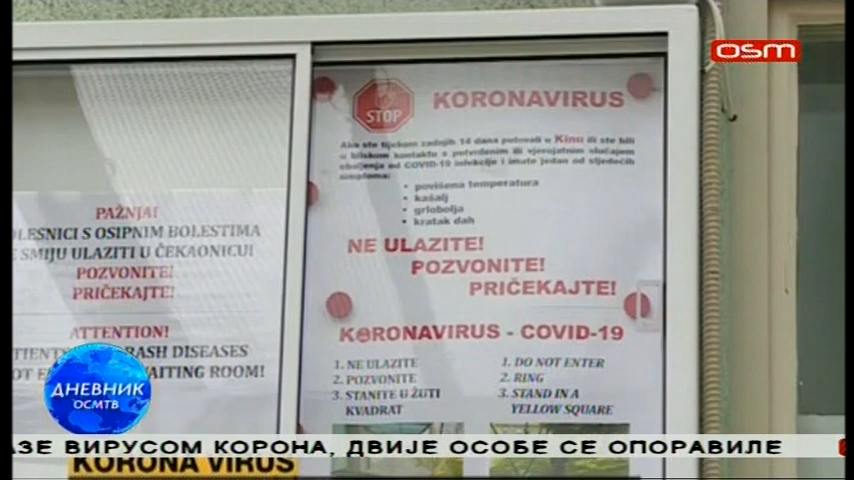 OSM
STOP
KORONAVIRUS
Ako ste tijekom zadnjih 14 dana putovali u Kinu ili ste bili
u bliskom kontaktu s potvrđenim ili vjerojatnim slučajem
oboljenja od COVID-19 infekcije i imate jedan od sljedećih
simptoma:
• povišena temperatura
• kašalj
• grlobolja
• kratak dah
NE ULAZITE!
POZVONITE!
PRIČEKAJTE!
KORONAVIRUS - COVID-19
1. NE ULAZITE
2. POZVONITE
3. STANITE U ŽUTI
KVADRAT
1. DO NOT ENTER
2. RING
3. STAND IN A
YELLOW SQUARE
PAŽNJA!
OLESNICI S OSIPNIM BOLESTIMA
SMIJU ULAZITI U ČEKAONICU!
POZVONITE!
PRIČEKAJTE!
ATTENTION!
RASH DISEASES
WAITING ROOM!
ДНЕВНИК
ОСМТВ
ВИРУСОМ КОРОНА, ДВИЈЕ ОСОБЕ СЕ ОПОРАВИЛЕ
KORONA VIRUS